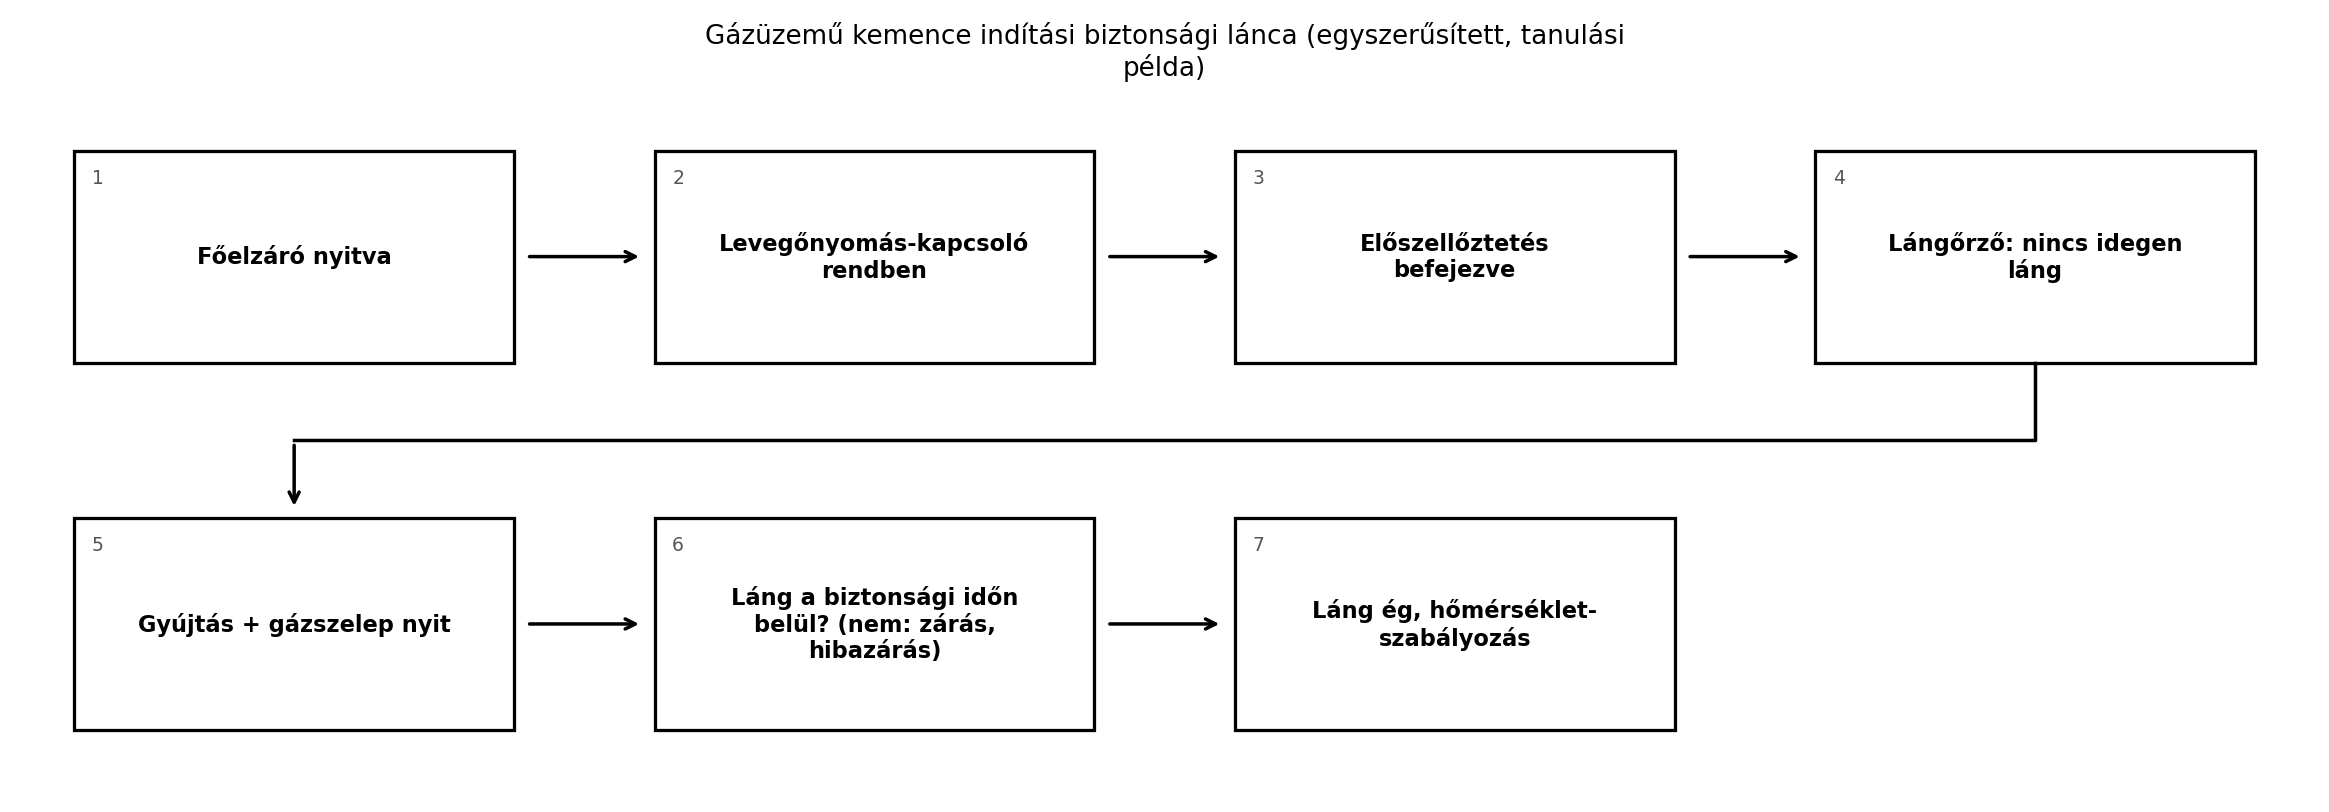 Gázüzemű kemence indítási biztonsági lánca (egyszerűsített, tanulási
példa)
1
Főelzáró nyitva
2
Levegőnyomás-kapcsoló
rendben
3
Előszellőztetés
befejezve
4
Lángőrző: nincs idegen
láng
5
Gyújtás + gázszelep nyit
6
Láng a biztonsági időn
belül? (nem: zárás,
hibazárás)
7
Láng ég, hőmérséklet-
szabályozás